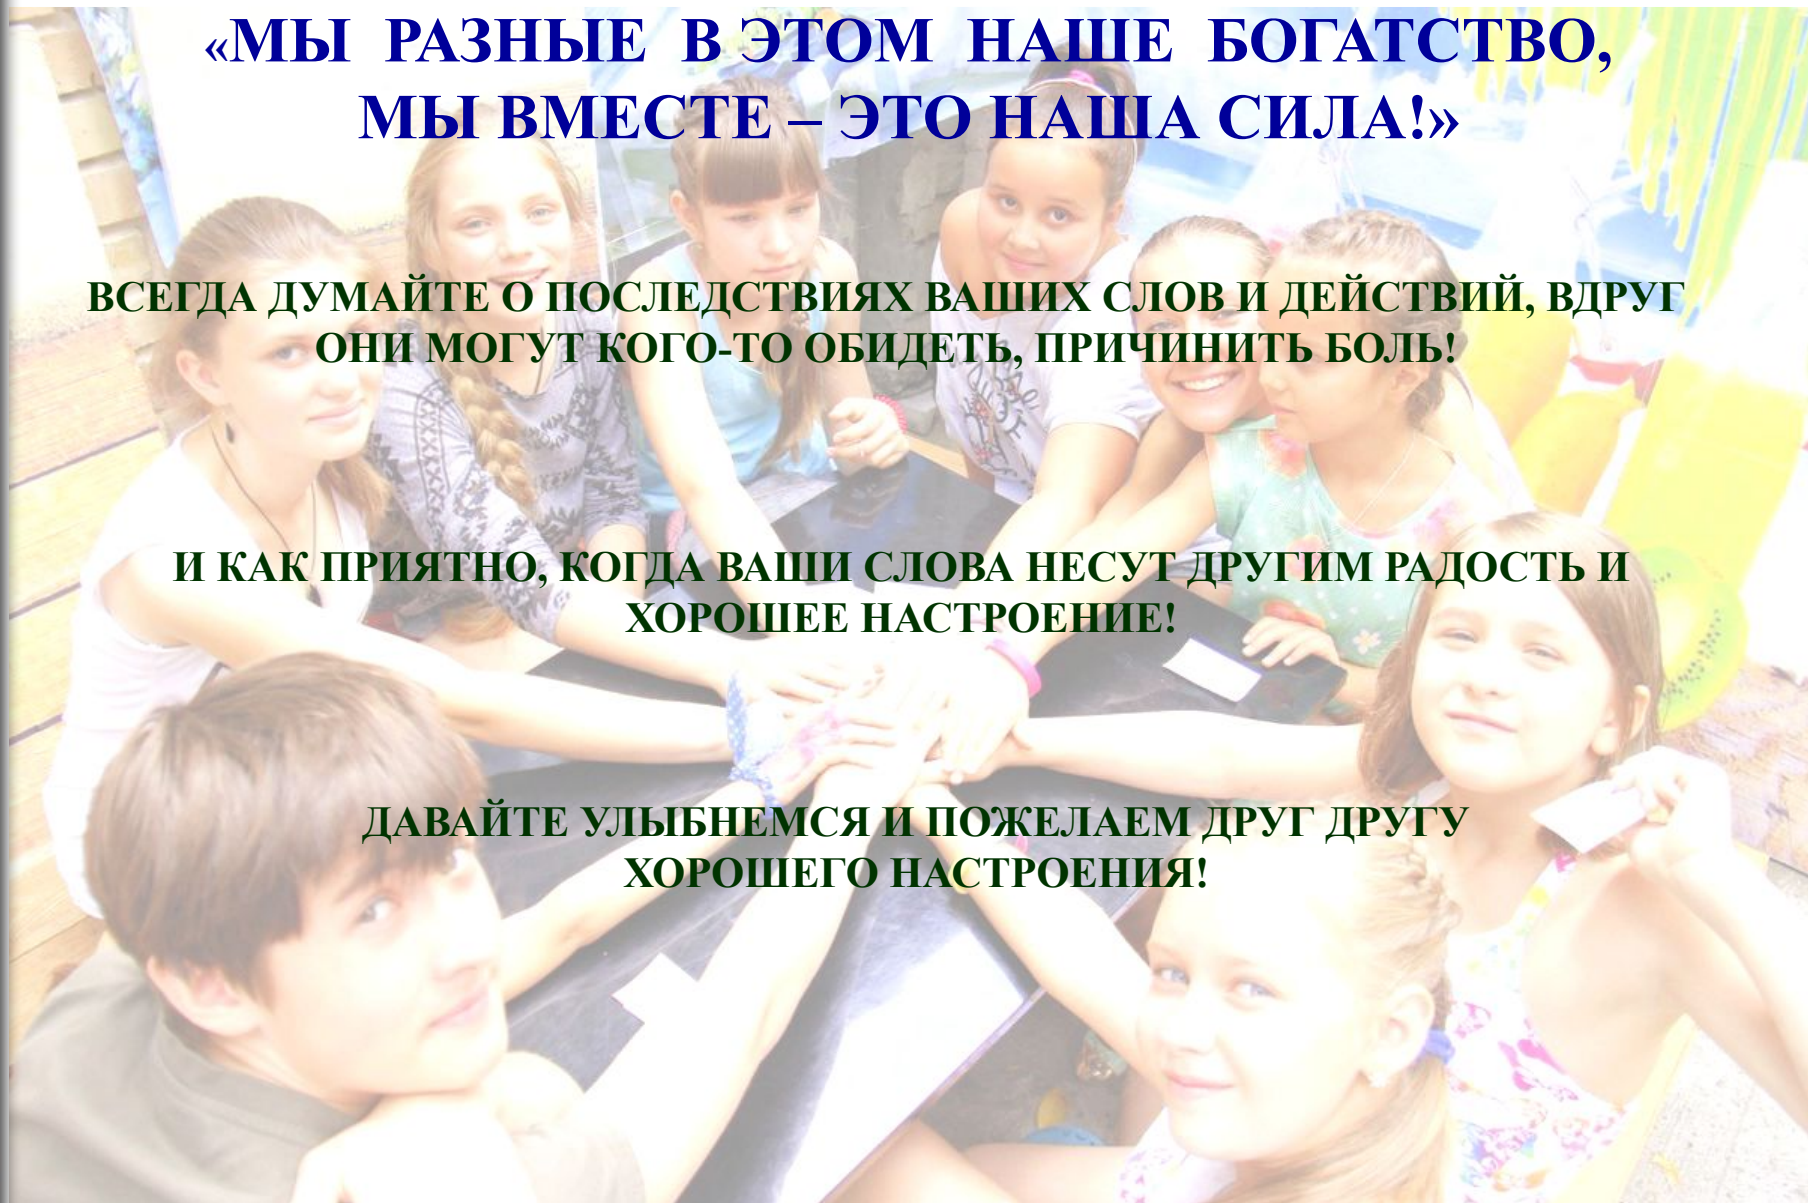 «МЫ РАЗНЫЕ В ЭТОМ НАШЕ БОГАТСТВО,
МЫ ВМЕСТЕ – ЭТО НАША СИЛА!»
ВСЕГДА ДУМАЙТЕ О ПОСЛЕДСТВИЯХ ВАШИХ СЛОВ И ДЕЙСТВИЙ, ВДРУГ
ОНИ МОГУТ КОГО-ТО ОБИДЕТЬ, ПРИЧИНИТЬ БОЛЬ!
И КАК ПРИЯТНО, КОГДА ВАШИ СЛОВА НЕСУТ ДРУГИМ РАДОСТЬ И
ХОРОШЕЕ НАСТРОЕНИЕ!
ДАВАЙТЕ УЛЫБНЕМСЯ И ПОЖЕЛАЕМ ДРУГ ДРУГУ
ХОРОШЕГО НАСТРОЕНИЯ!